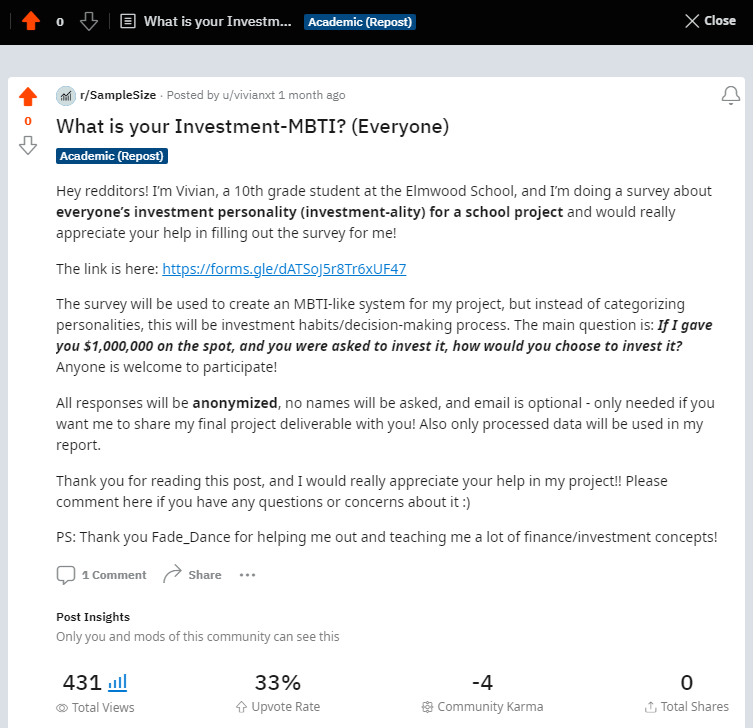 0 What is your Investm... Academic (Repost) Close
r/SampleSize · Posted by u/vivianxt 1 month ago
0
What is your Investment-MBTI? (Everyone)
Academic (Repost)
Hey redditors! I’m Vivian, a 10th grade student at the Elmwood School, and I’m doing a survey about
everyone’s investment personality (investment-ality) for a school project and would really
appreciate your help in filling out the survey for me!
The link is here: https://forms.gle/dATSoJ5r8Tr6xUF47
The survey will be used to create an MBTI-like system for my project, but instead of categorizing
personalities, this will be investment habits/decision-making process. The main question is: If I gave
you $1,000,000 on the spot, and you were asked to invest it, how would you choose to invest it?
Anyone is welcome to participate!
All responses will be anonymized, no names will be asked, and email is optional - only needed if you
want me to share my final project deliverable with you! Also only processed data will be used in my
report.
Thank you for reading this post, and I would really appreciate your help in my project!! Please
comment here if you have any questions or concerns about it :)
PS: Thank you Fade_Dance for helping me out and teaching me a lot of finance/investment concepts!
1 Comment Share ...
Post Insights
Only you and mods of this community can see this
431 33% -4 0
Total Views Upvote Rate Community Karma Total Shares